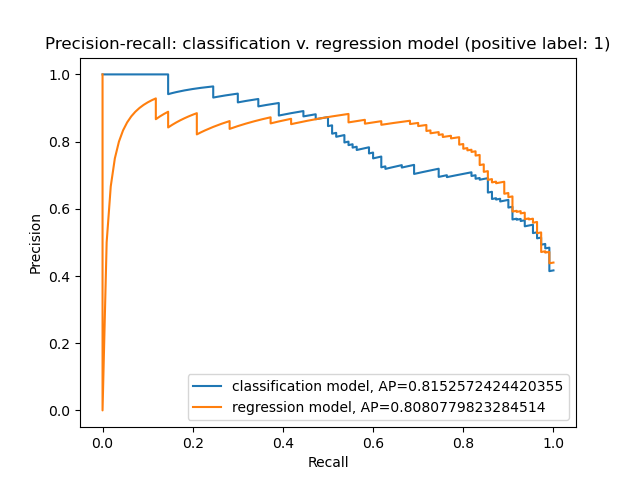 Precision-recall: classification v. regression model (positive label: 1)
1.0
0.8
0.6
0.4
0.2
0.0
Precision
0.0 0.2 0.4 0.6 0.8 1.0
Recall
classification model, AP=0.8152572424420355
regression model, AP=0.8080779823284514